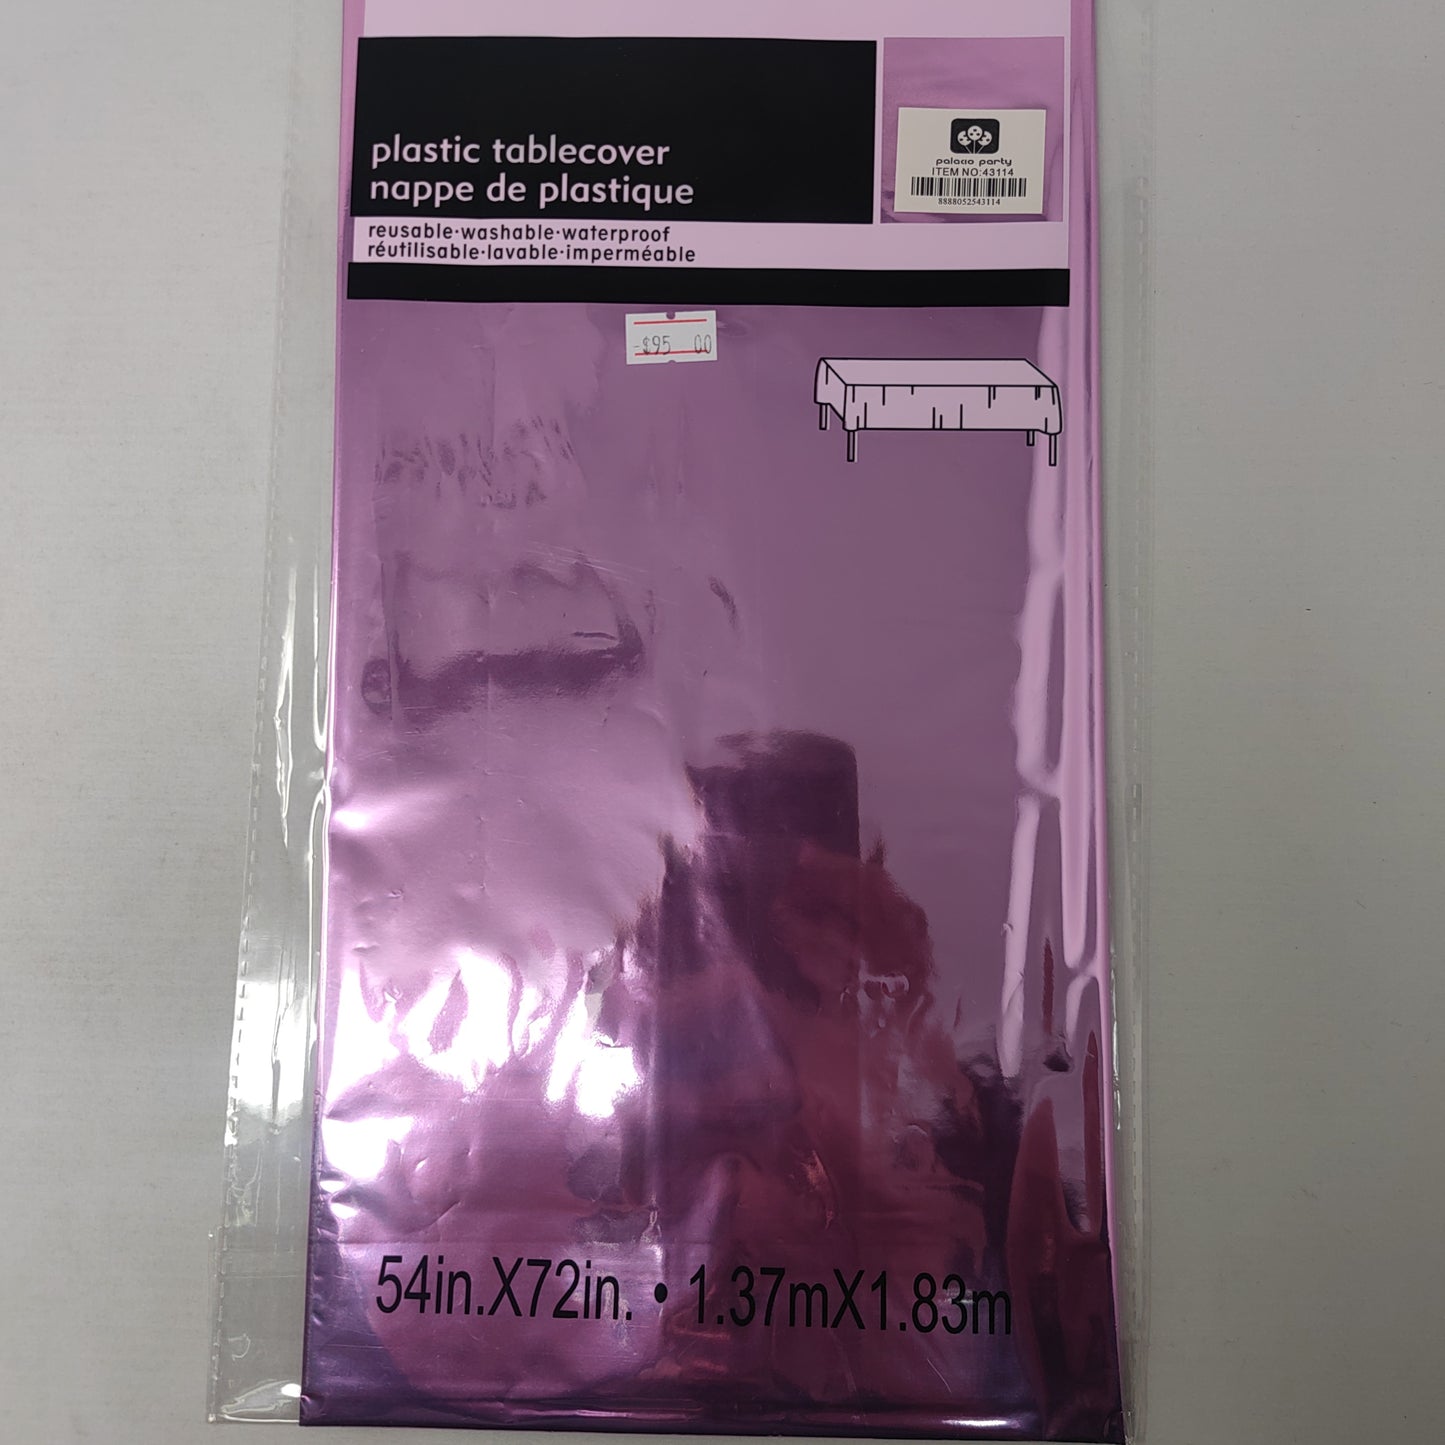 plastic tablecover
nappe de plastique
palaco party
ITEM NO:43114
8888052543114
reusable·washable·waterproof
réutilisable·lavable·imperméable
-$95 00
54in.X72in. • 1.37mX1.83m